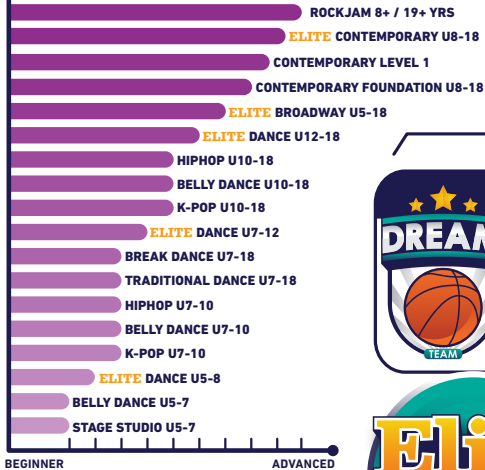 ROCKJAM 8+ / 19+ YRS
ELITE CONTEMPORARY U8-18
CONTEMPORARY LEVEL 1
CONTEMPORARY FOUNDATION U8-18
ELITE BROADWAY U5-18
ELITE DANCE U12-18
HIPHOP U10-18
BELLY DANCE U10-18
K-POP U10-18
ELITE DANCE U7-12
BREAK DANCE U7-18
TRADITIONAL DANCE U7-18
HIPHOP U7-10
BELLY DANCE U7-10
K-POP U7-10
ELITE DANCE U5-8
BELLY DANCE U5-7
STAGE STUDIO U5-7
BEGINNER ADVANCED
DREAM
TEAM
Eli